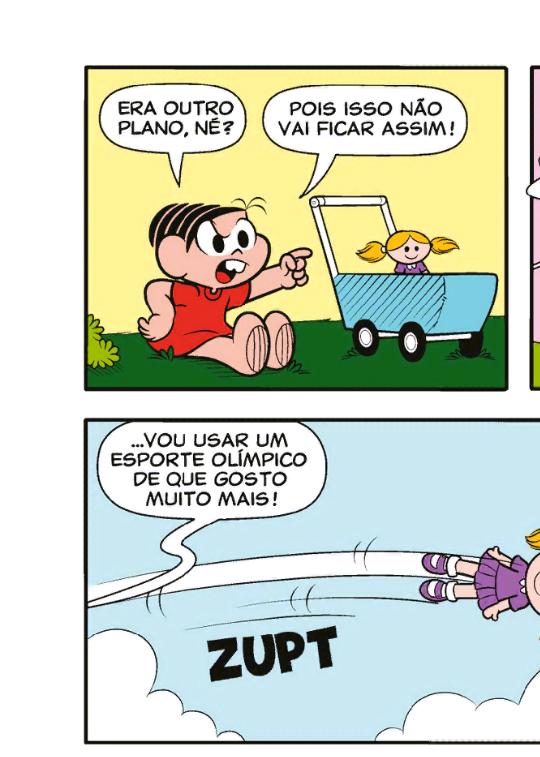 ERA OUTRO
PLANO, NÉ?
POIS ISSO NÃO
VAI FICAR ASSIM!
...VOU USAR UM
ESPORTE OLÍMPICO
DE QUE GOSTO
MUITO MAIS!
ZUPT